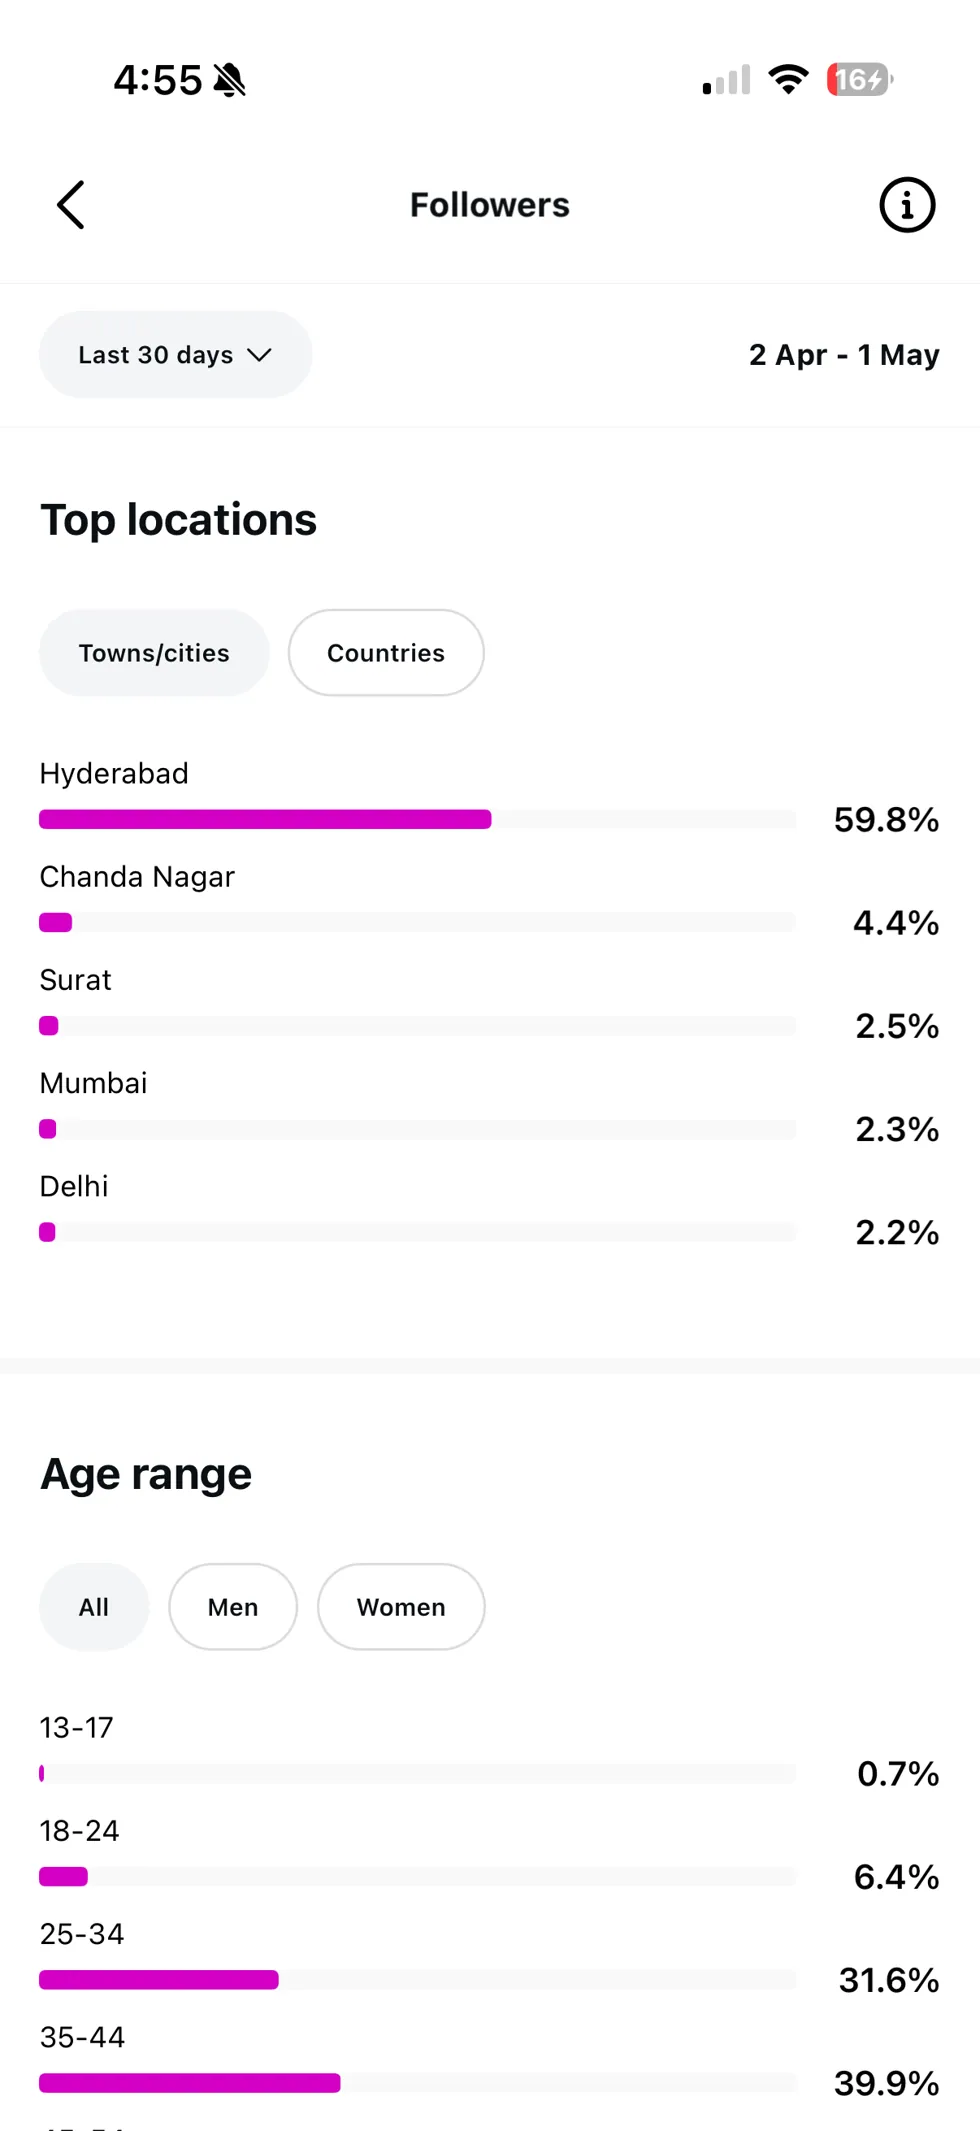 4:55
16
Followers
Last 30 days
2 Apr - 1 May
Top locations
Towns/cities
Countries
Hyderabad
59.8%
Chanda Nagar
4.4%
Surat
2.5%
Mumbai
2.3%
Delhi
2.2%
Age range
All
Men
Women
13-17
0.7%
18-24
6.4%
25-34
31.6%
35-44
39.9%